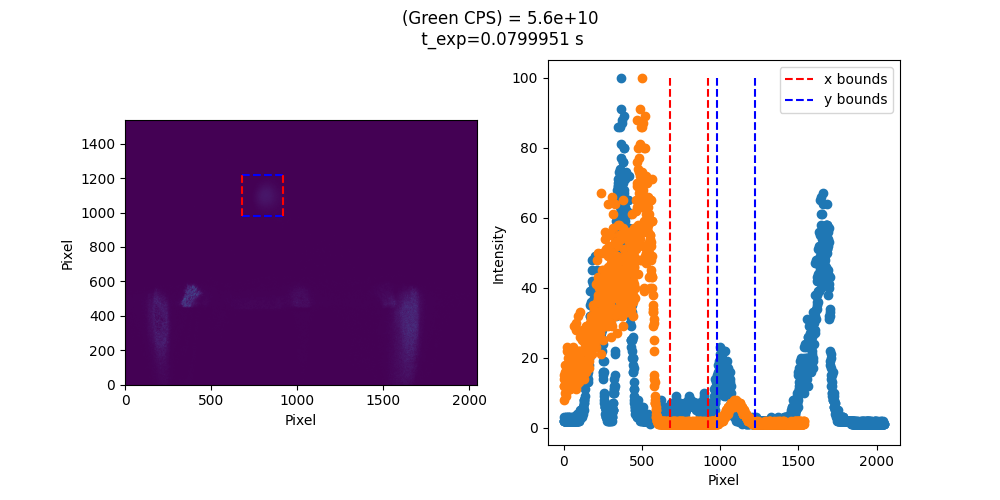 (Green CPS) = 5.6e+10
t_exp=0.0799951 s
1400
1200
1000
800
600
400
200
0
Pixel
0 500 1000 1500 2000
Pixel
100
80
60
40
20
0
Intensity
x bounds
y bounds
0 500 1000 1500 2000
Pixel